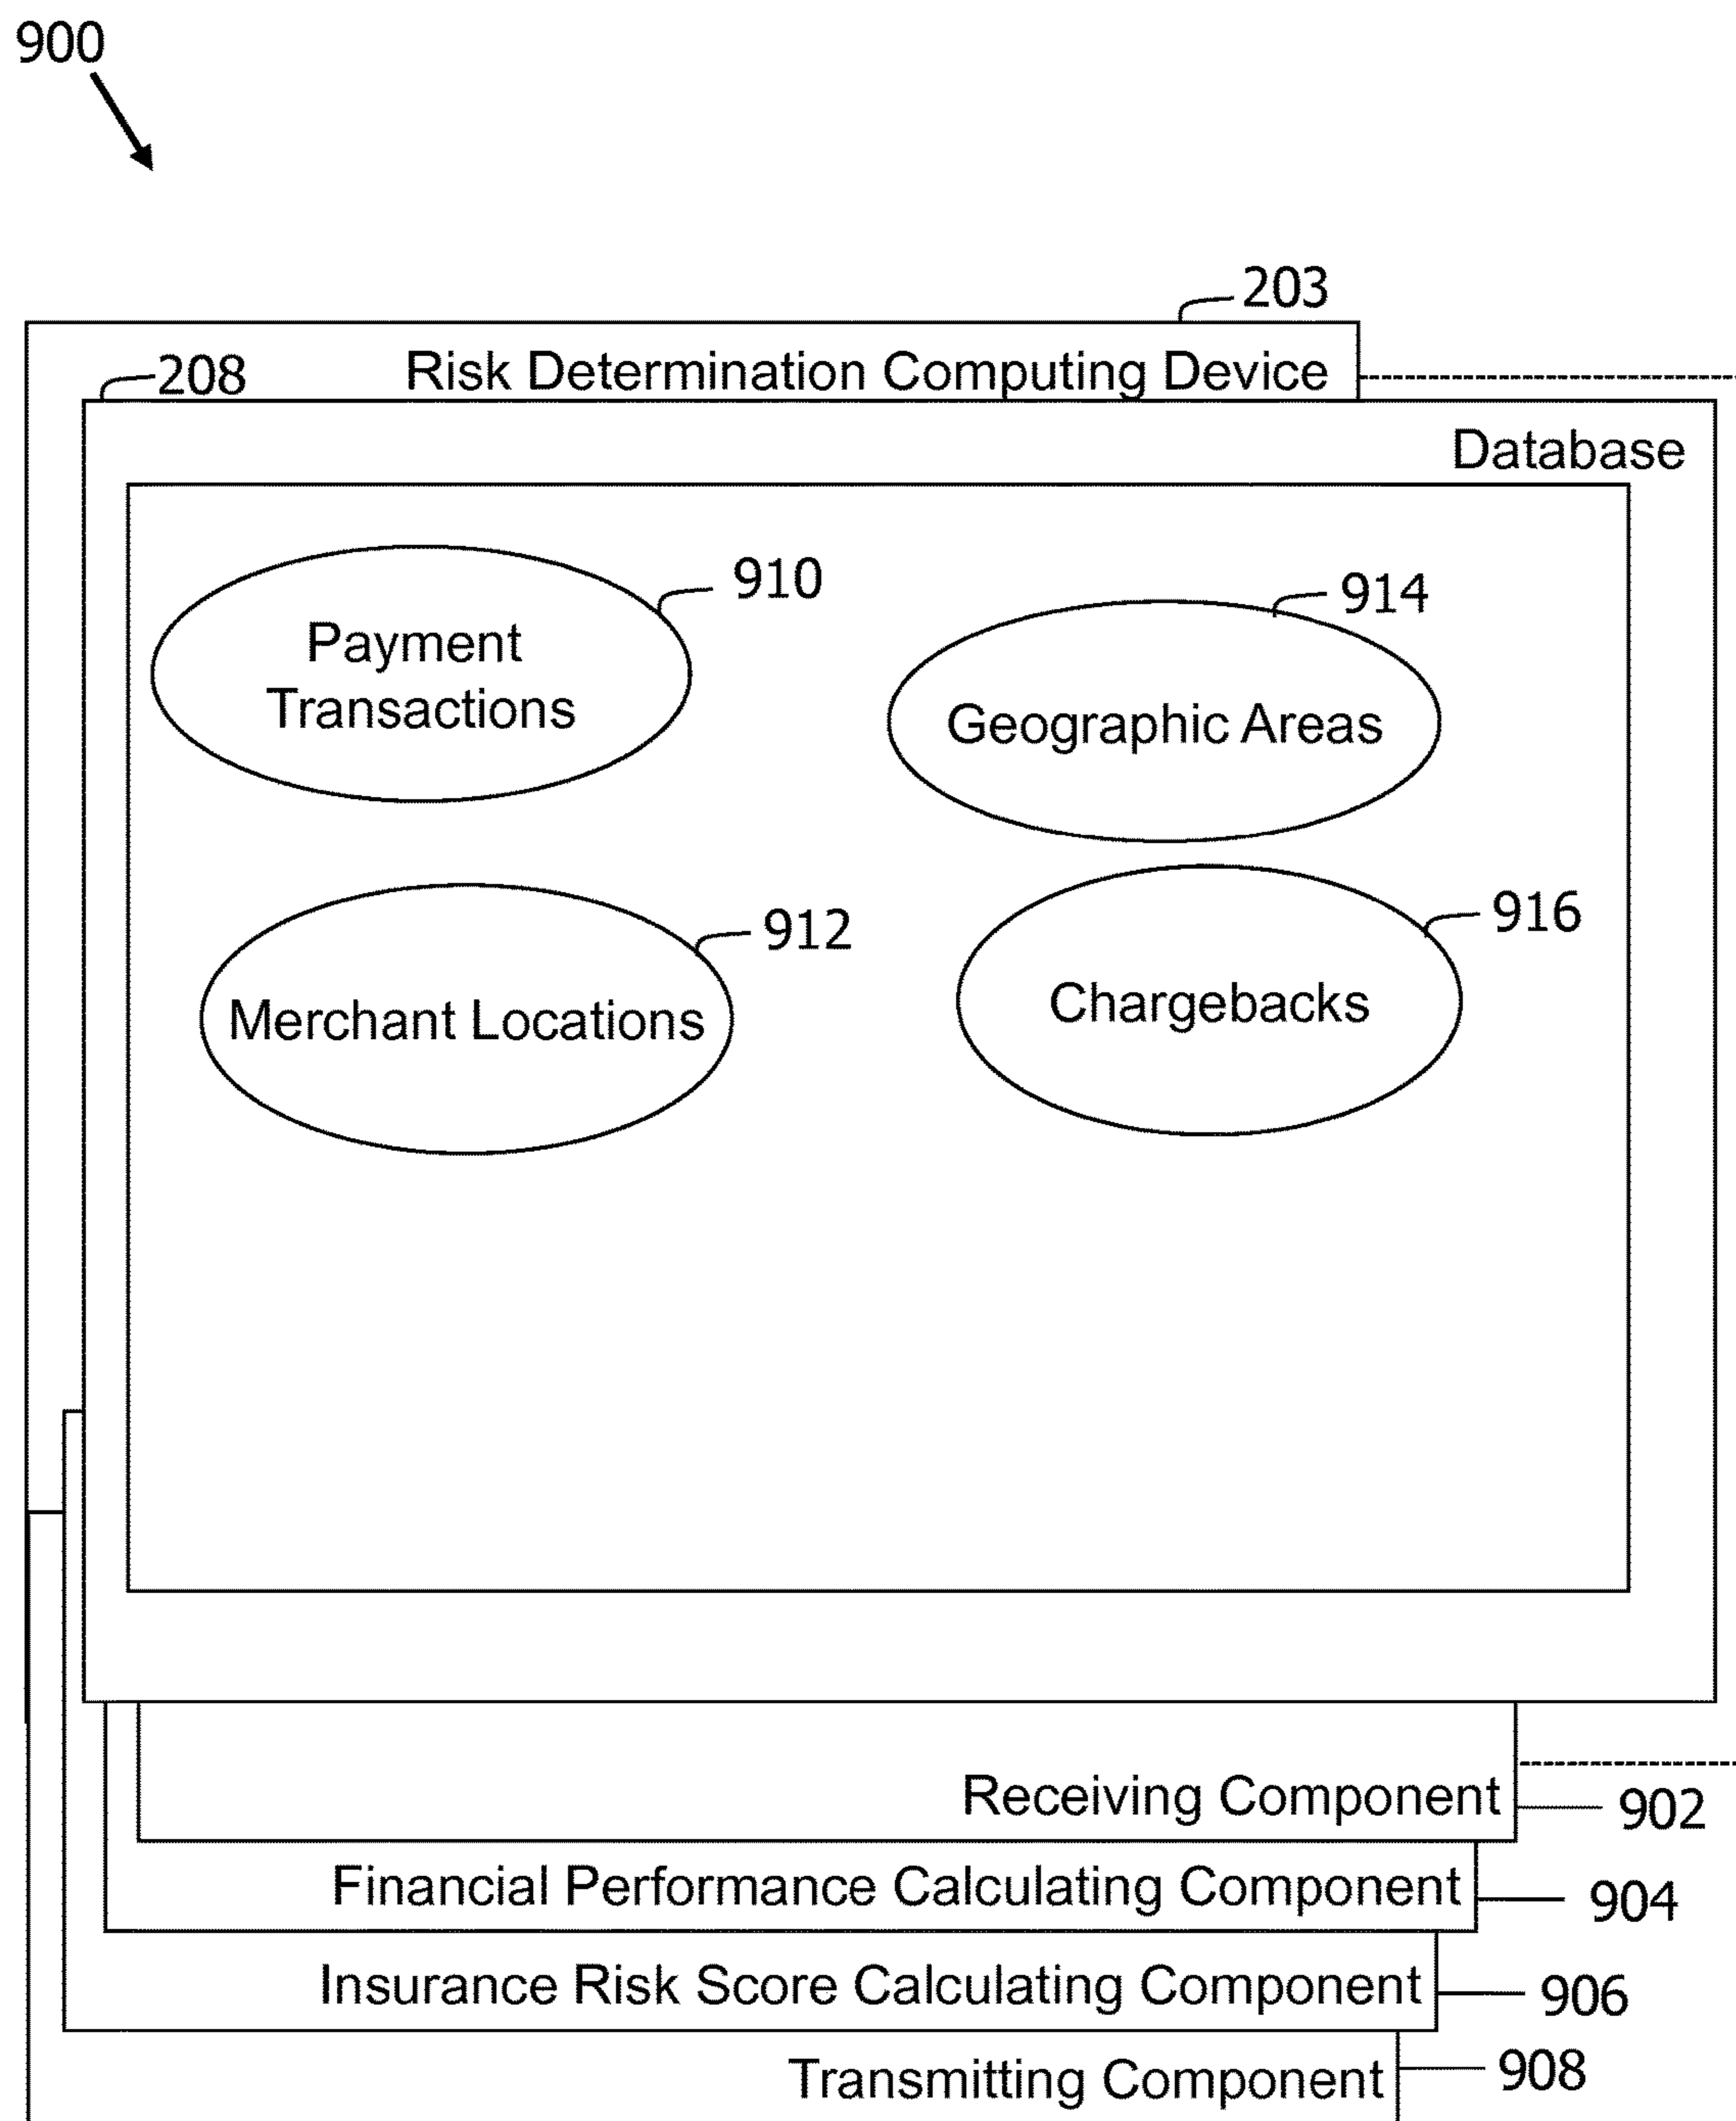 900
203
Risk Determination Computing Device
208
Database
910
Payment
Transactions
914
Geographic Areas
912
Merchant Locations
916
Chargebacks
Receiving Component
902
Financial Performance Calculating Component
904
Insurance Risk Score Calculating Component
906
Transmitting Component
908